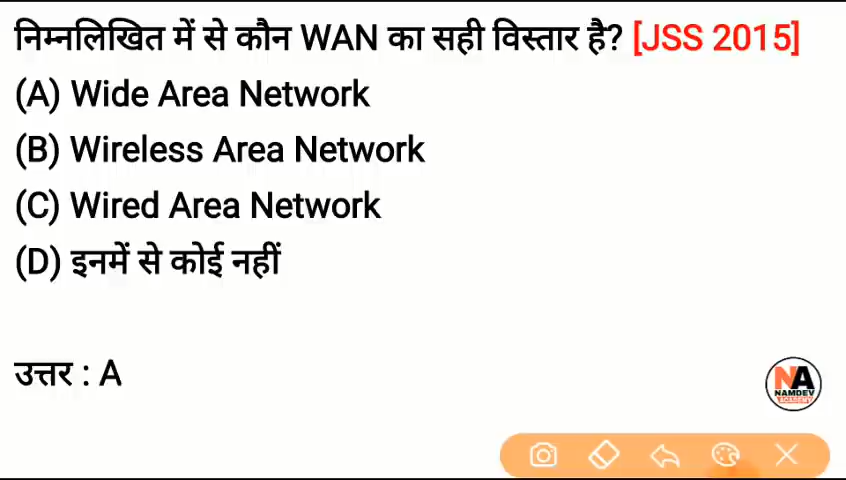 निम्नलिखित में से कौन WAN का सही विस्तार है? [JSS 2015]
(A) Wide Area Network
(B) Wireless Area Network
(C) Wired Area Network
(D) इनमें से कोई नहीं
उत्तर : A
NA
NAMDEV
ACADEMY